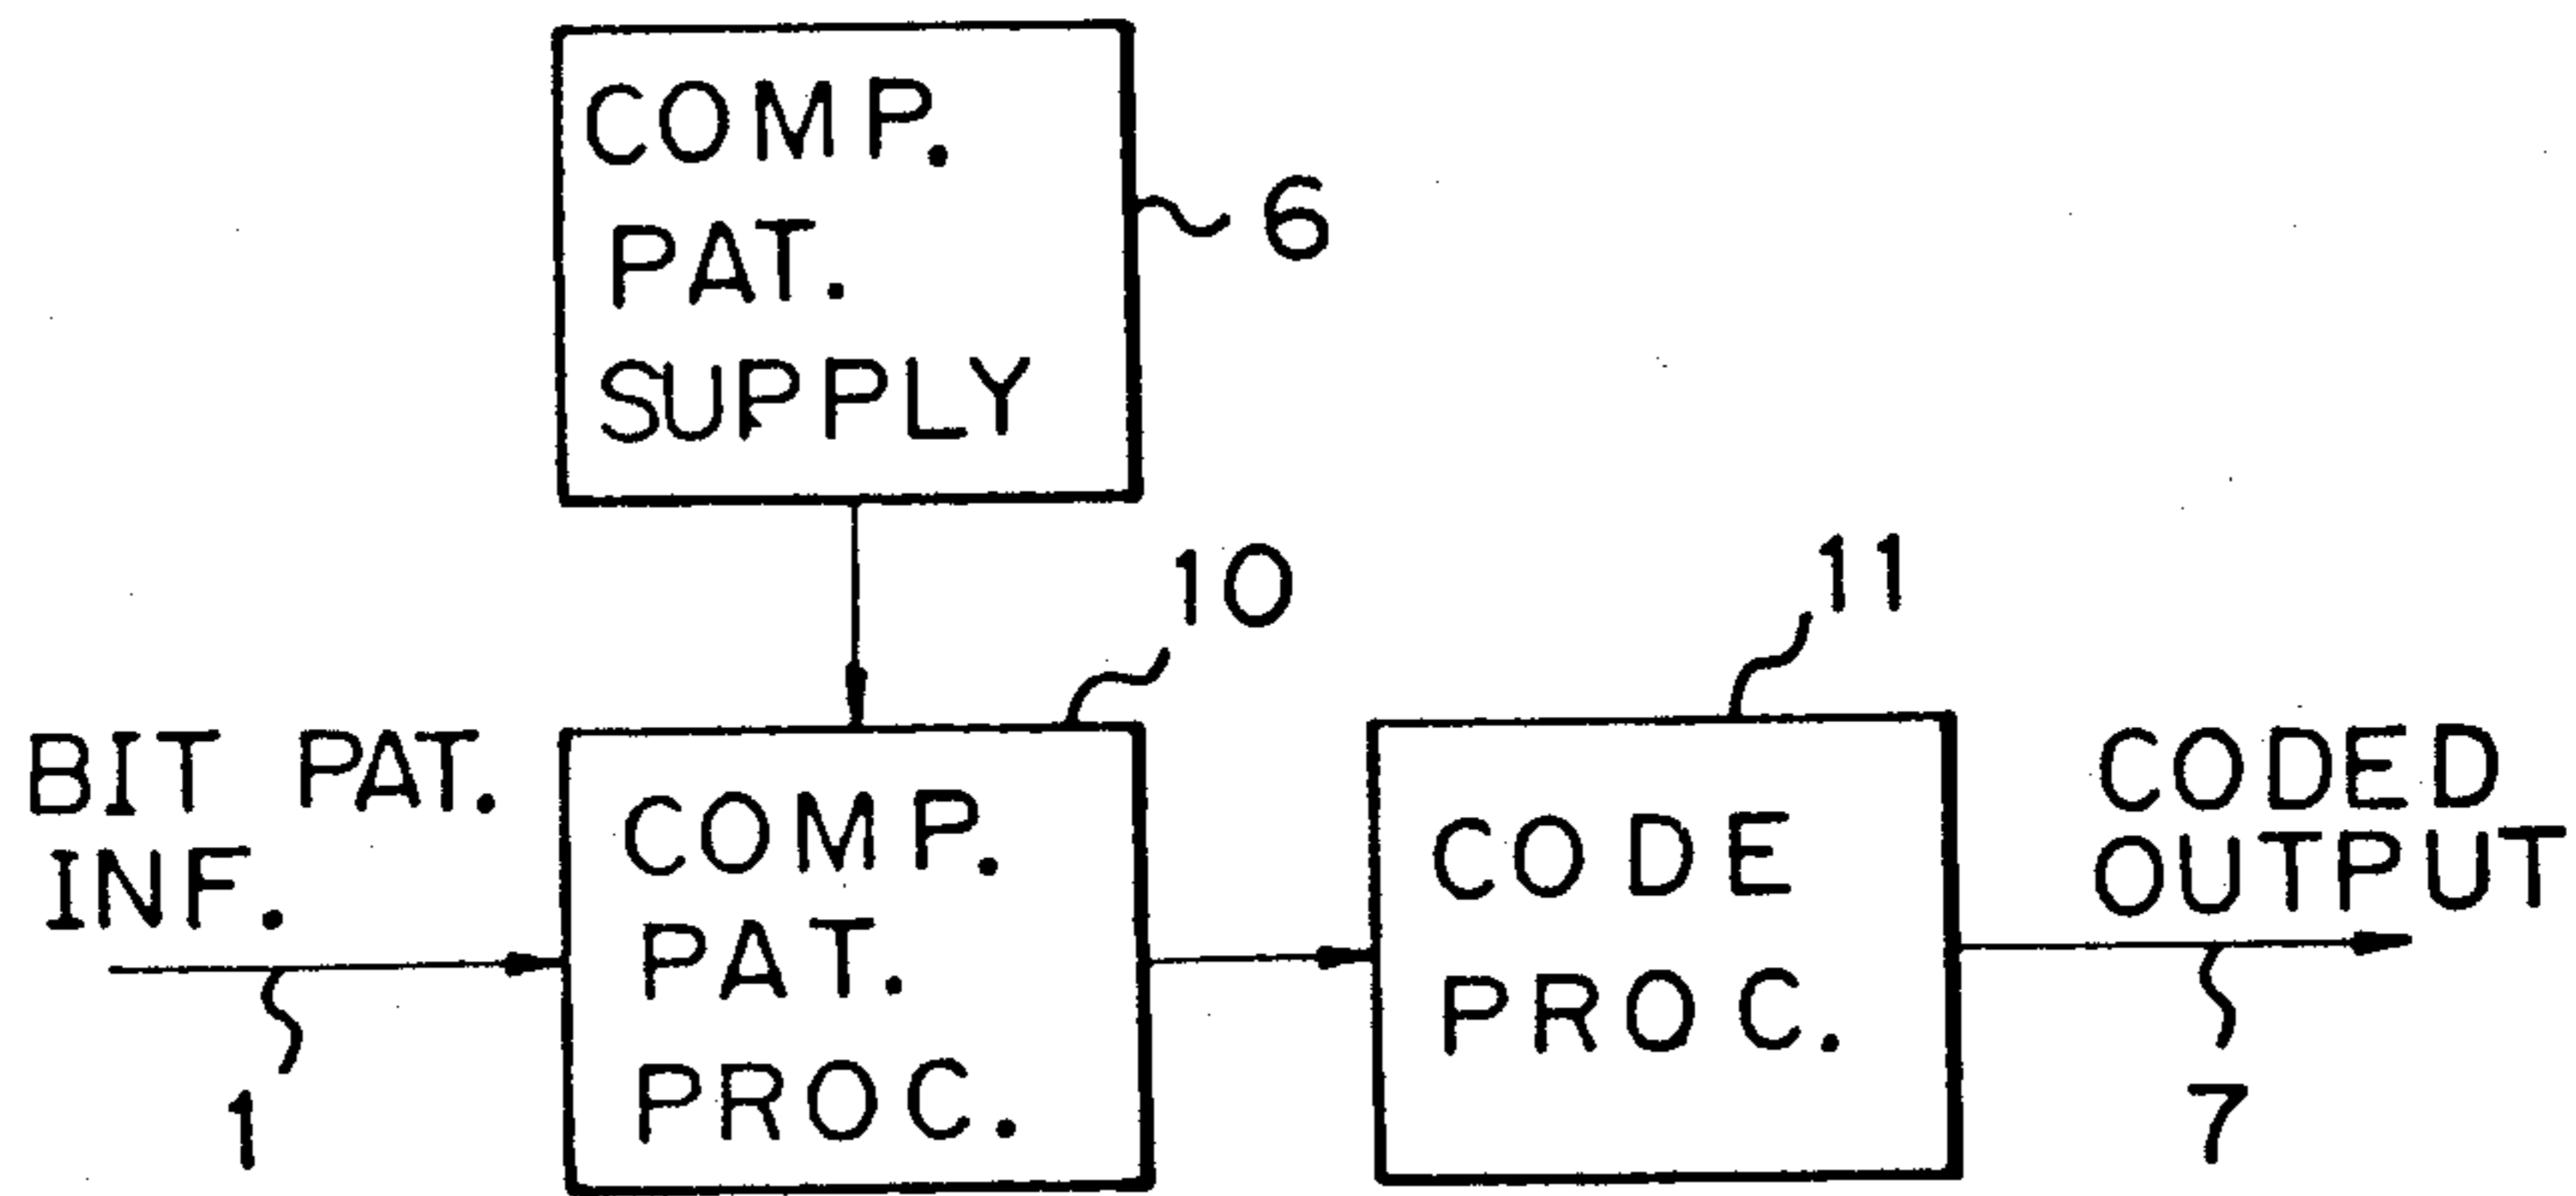 COMP.
PAT.
SUPPLY
6
10
11
BIT PAT.
INF.
1
COMP.
PAT.
PROC.
CODE
PROC.
CODED
OUTPUT
7